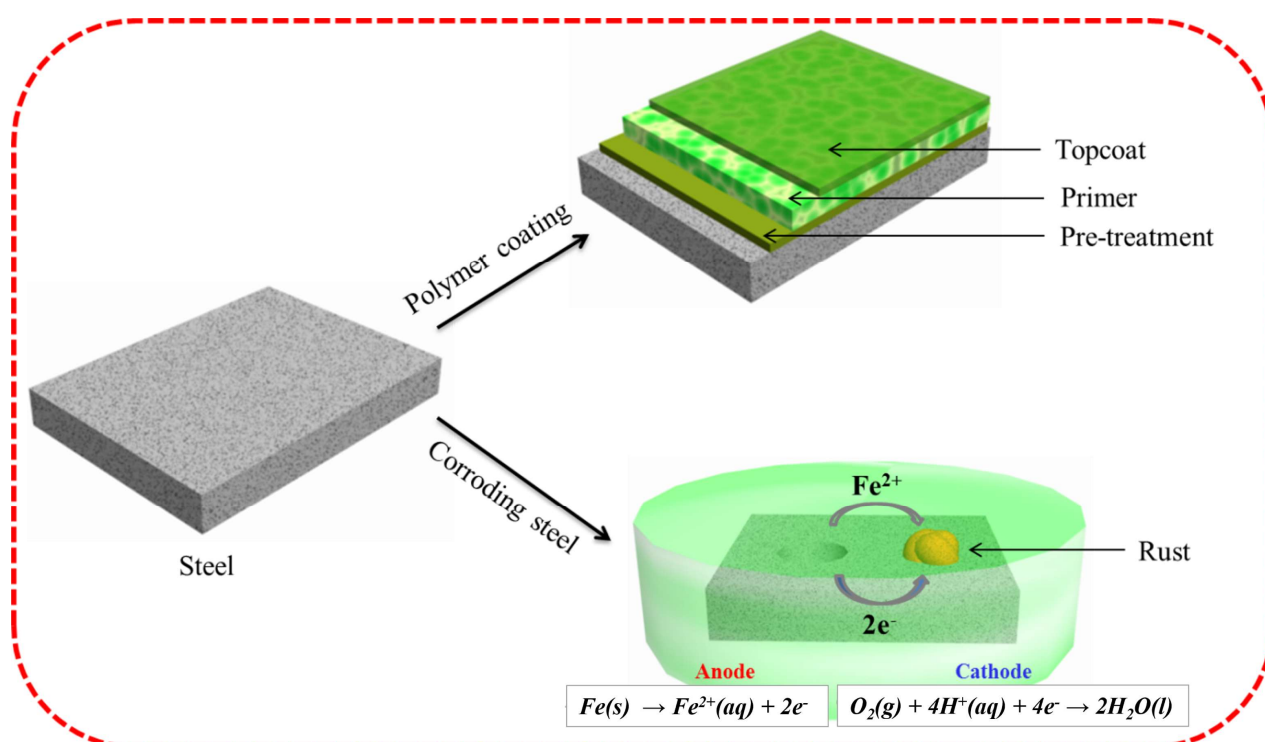 Topcoat
Primer
Pre-treatment
Polymer coating
Steel
Corroding steel
Fe²⁺
Rust
2e⁻
Anode
Cathode
Fe(s) → Fe²⁺(aq) + 2e⁻
O₂(g) + 4H⁺(aq) + 4e⁻ → 2H₂O(l)